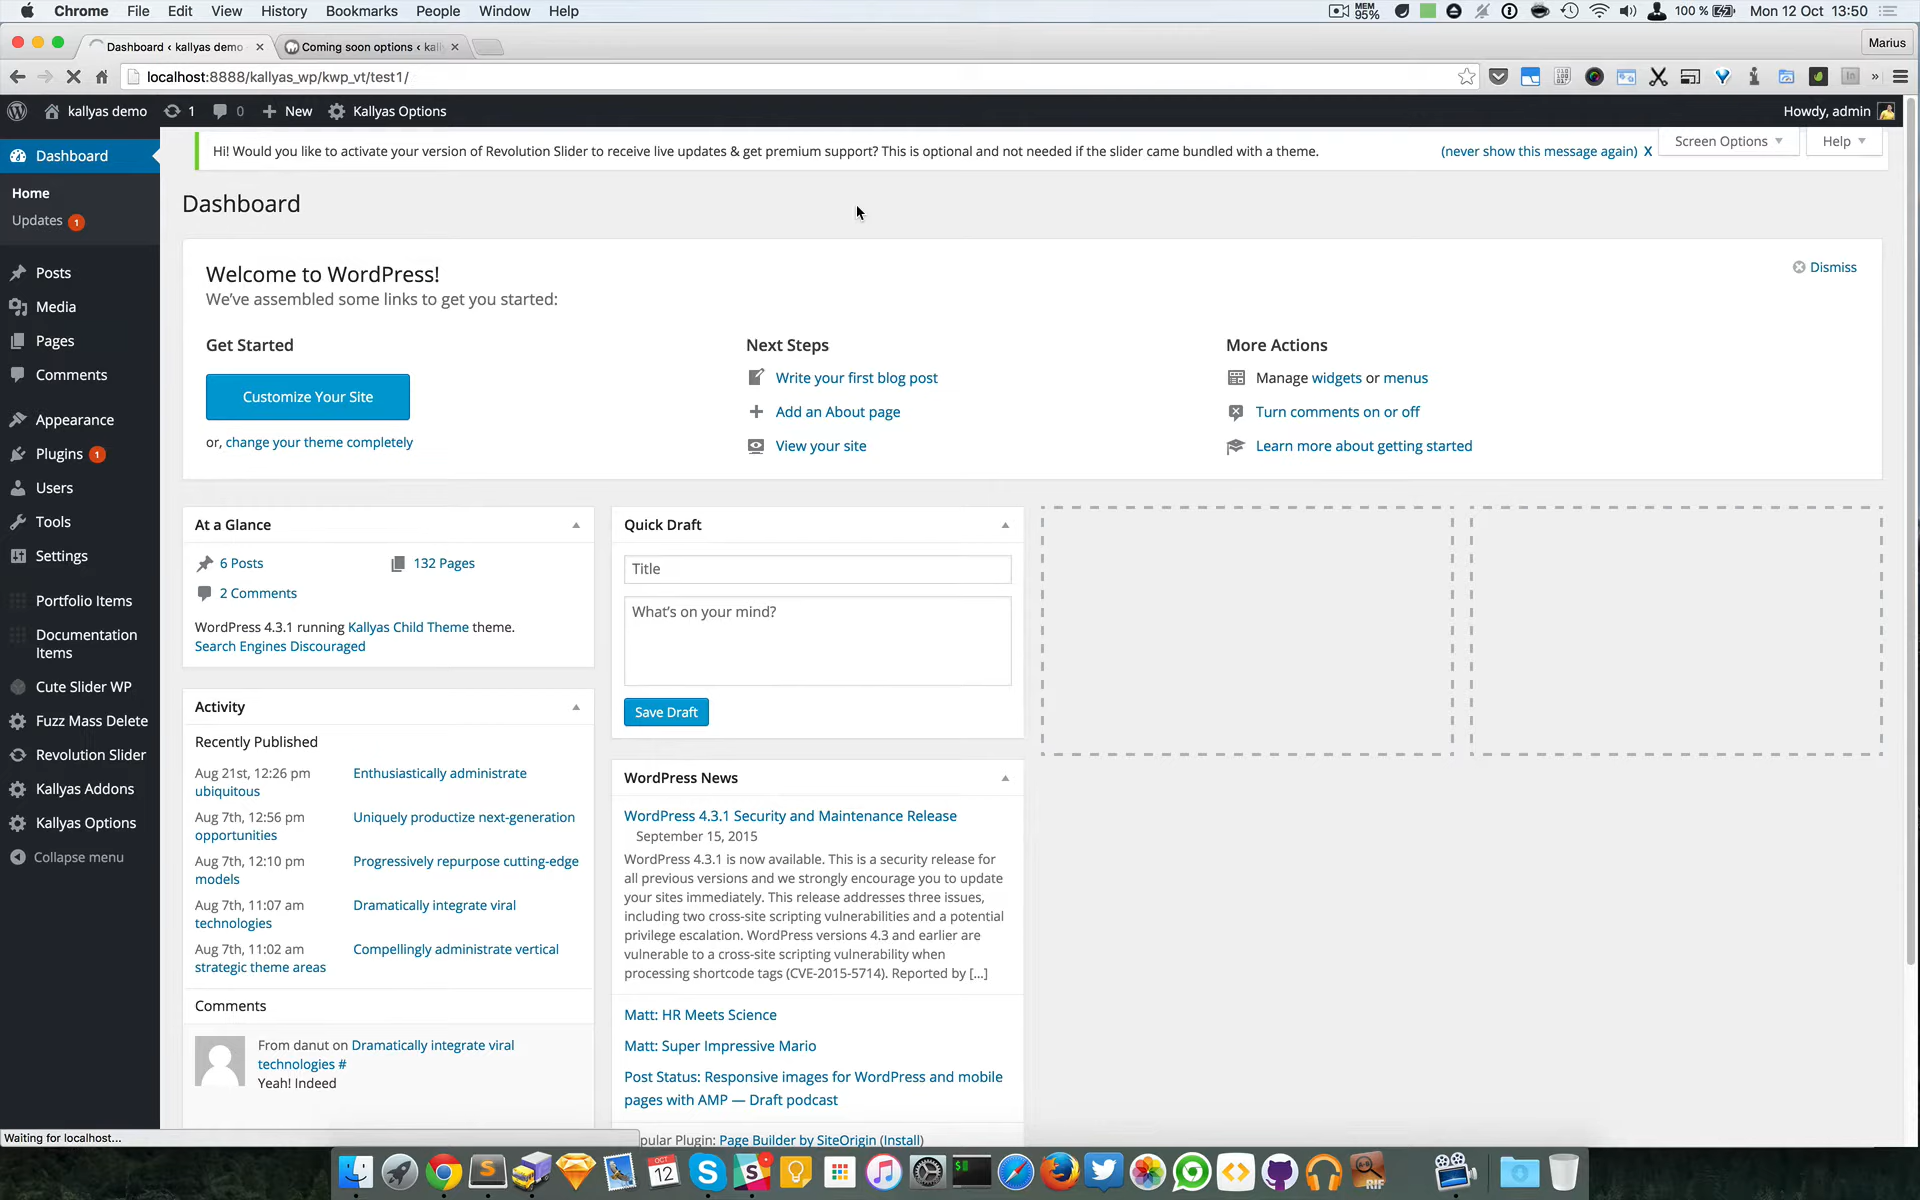 Chrome File Edit View History Bookmarks People Window Help
MEM
95%
100 %
Mon 12 Oct 13:50
Dashboard ‹ kallyas demo
Coming soon options ‹ kall
Marius
localhost:8888/kallyas_wp/kwp_vt/test1/
kallyas demo 1 0 New Kallyas Options
Howdy, admin
Dashboard
Home
Updates 1
Posts
Media
Pages
Comments
Appearance
Plugins 1
Users
Tools
Settings
Portfolio Items
Documentation
Items
Cute Slider WP
Fuzz Mass Delete
Revolution Slider
Kallyas Addons
Kallyas Options
Collapse menu
Hi! Would you like to activate your version of Revolution Slider to receive live updates & get premium support? This is optional and not needed if the slider came bundled with a theme.
(never show this message again) X
Screen Options
Help
Dashboard
Welcome to WordPress!
We’ve assembled some links to get you started:
Dismiss
Get Started
Customize Your Site
or, change your theme completely
Next Steps
Write your first blog post
Add an About page
View your site
More Actions
Manage widgets or menus
Turn comments on or off
Learn more about getting started
At a Glance
6 Posts
132 Pages
2 Comments
WordPress 4.3.1 running Kallyas Child Theme theme.
Search Engines Discouraged
Activity
Recently Published
Aug 21st, 12:26 pm Enthusiastically administrate
ubiquitous
Aug 7th, 12:56 pm Uniquely productize next-generation
opportunities
Aug 7th, 12:10 pm Progressively repurpose cutting-edge
models
Aug 7th, 11:07 am Dramatically integrate viral
technologies
Aug 7th, 11:02 am Compellingly administrate vertical
strategic theme areas
Comments
From danut on Dramatically integrate viral
technologies #
Yeah! Indeed
Quick Draft
Title
What’s on your mind?
Save Draft
WordPress News
WordPress 4.3.1 Security and Maintenance Release
September 15, 2015
WordPress 4.3.1 is now available. This is a security release for
all previous versions and we strongly encourage you to update
your sites immediately. This release addresses three issues,
including two cross-site scripting vulnerabilities and a potential
privilege escalation. WordPress versions 4.3 and earlier are
vulnerable to a cross-site scripting vulnerability when
processing shortcode tags (CVE-2015-5714). Reported by […]
Matt: HR Meets Science
Matt: Super Impressive Mario
Post Status: Responsive images for WordPress and mobile
pages with AMP — Draft podcast
pular Plugin: Page Builder by SiteOrigin (Install)
Waiting for localhost...
OCT
12
RIF